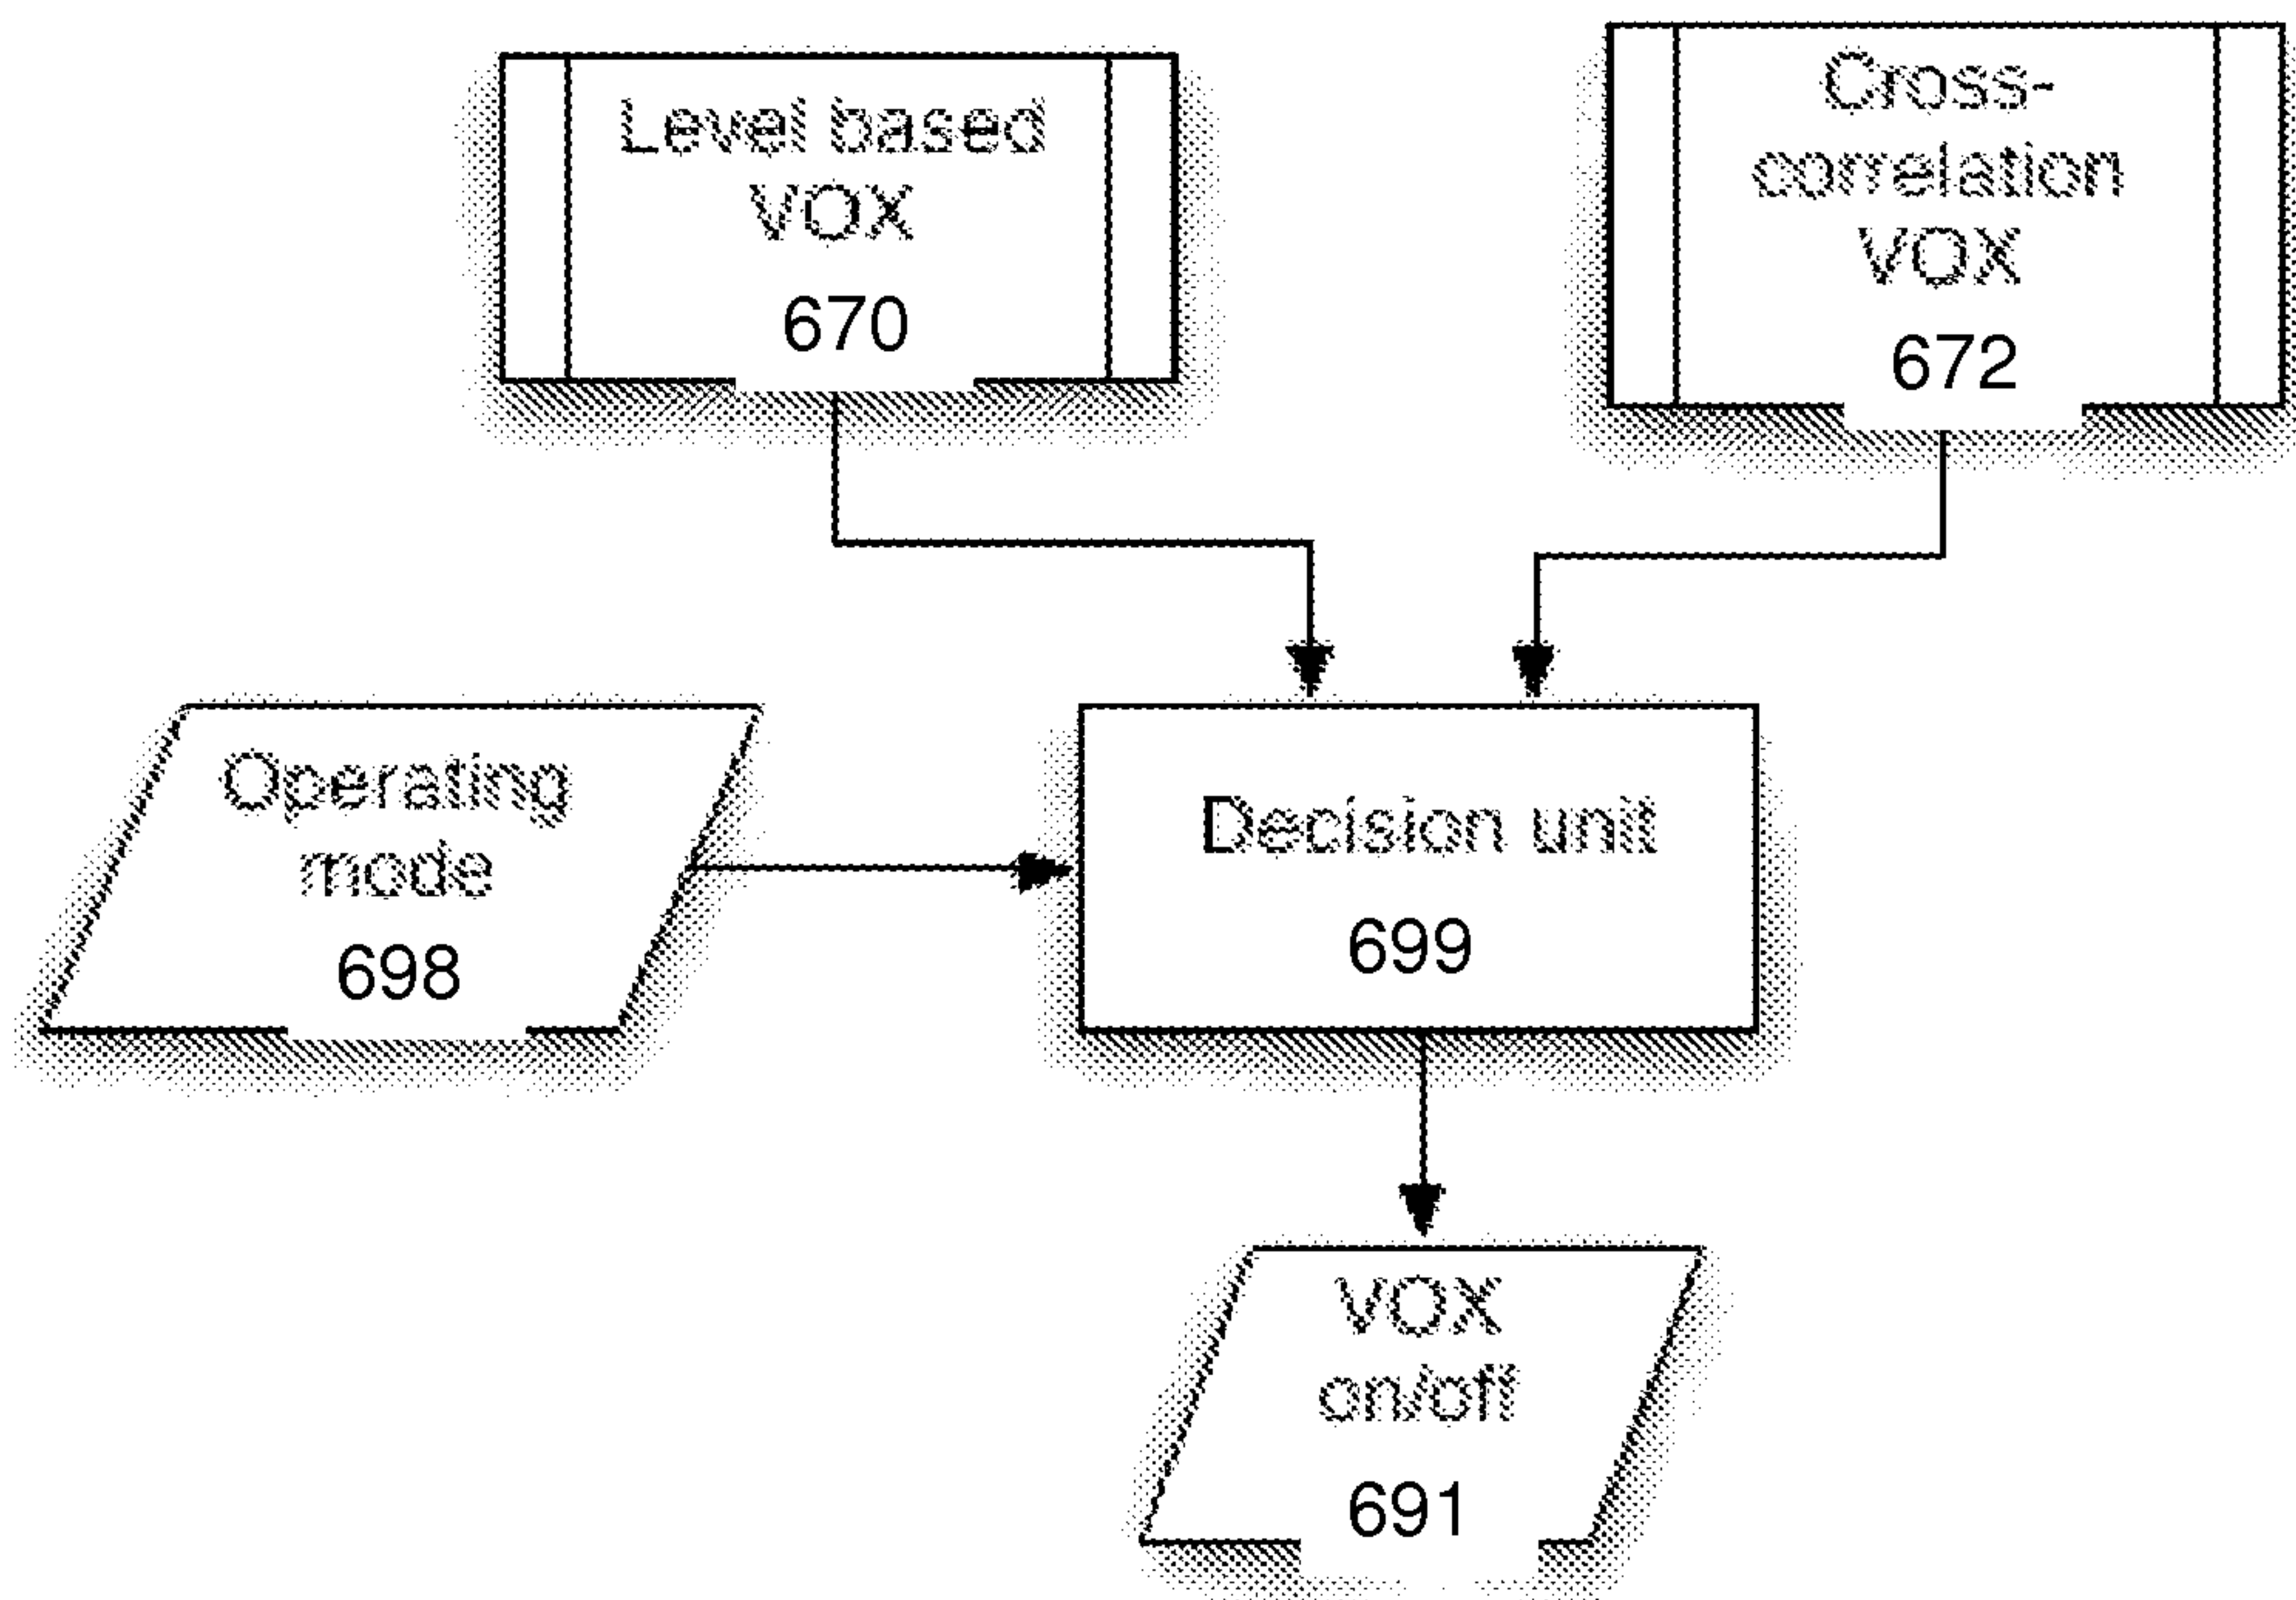 Level based
VOX
670
Cross-
correlation
VOX
672
Operating
mode
698
Decision unit
699
VOX
on/off
691